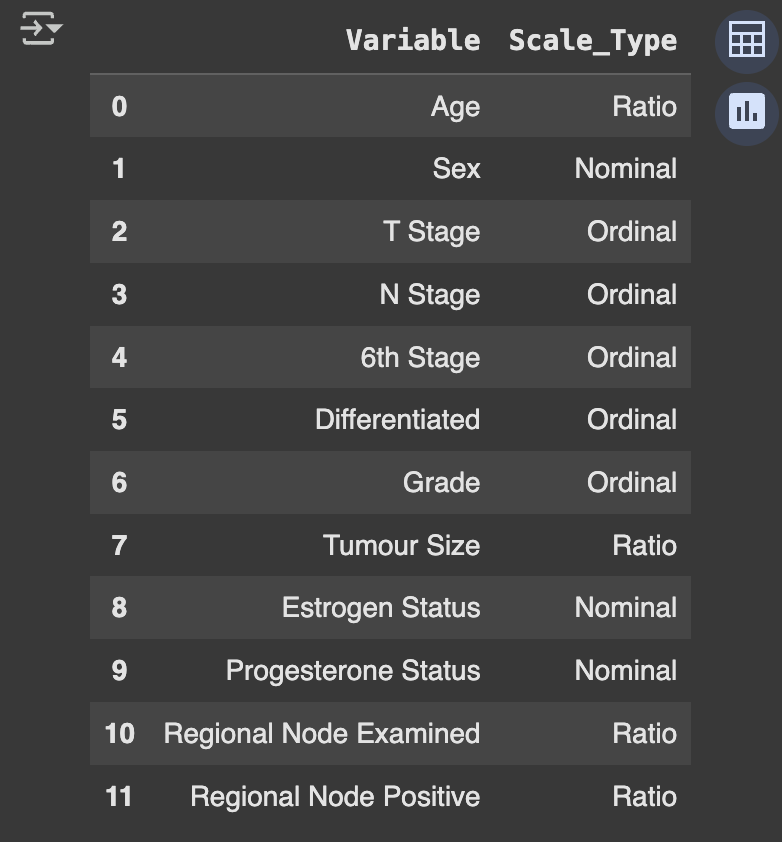 Variable Scale_Type
0 Age Ratio
1 Sex Nominal
2 T Stage Ordinal
3 N Stage Ordinal
4 6th Stage Ordinal
5 Differentiated Ordinal
6 Grade Ordinal
7 Tumour Size Ratio
8 Estrogen Status Nominal
9 Progesterone Status Nominal
10 Regional Node Examined Ratio
11 Regional Node Positive Ratio